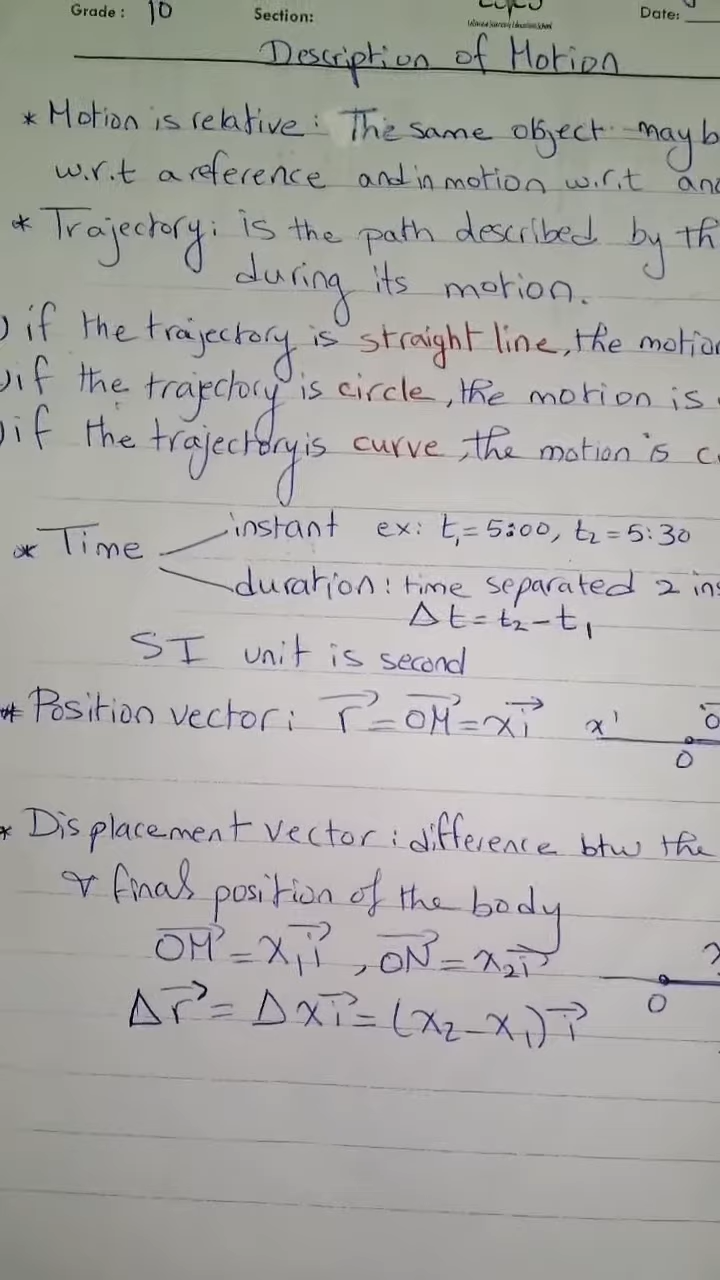 Grade: 10 Section: Date:
Description of Motion
* Motion is relative: The same object may b
w.r.t a reference and in motion w.r.t an
* Trajectory: is the path described by th
during its motion.
) if the trajectory is straight line, the motion
) if the trajectory is circle, the motion is
) if the trajectory is curve, the motion is c
* Time
instant ex: t₁ = 5:00, t₂ = 5:30
duration: time separated 2 ins
Δt = t₂ - t₁
SI unit is second
* Position vector: r⃗ = OM⃗ = xi⃗ x' O
* Displacement vector: difference btw the
& final position of the body
OM⃗ = x₁i⃗, ON⃗ = x₂i⃗
O
Δr⃗ = Δxi⃗ = (x₂ - x₁)i⃗